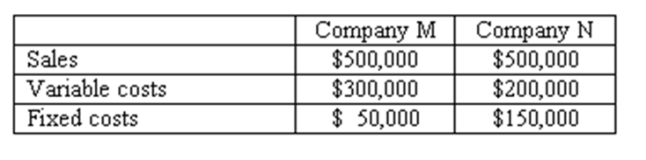 Company M Company N
Sales $500,000 $500,000
Variable costs $300,000 $200,000
Fixed costs $ 50,000 $150,000